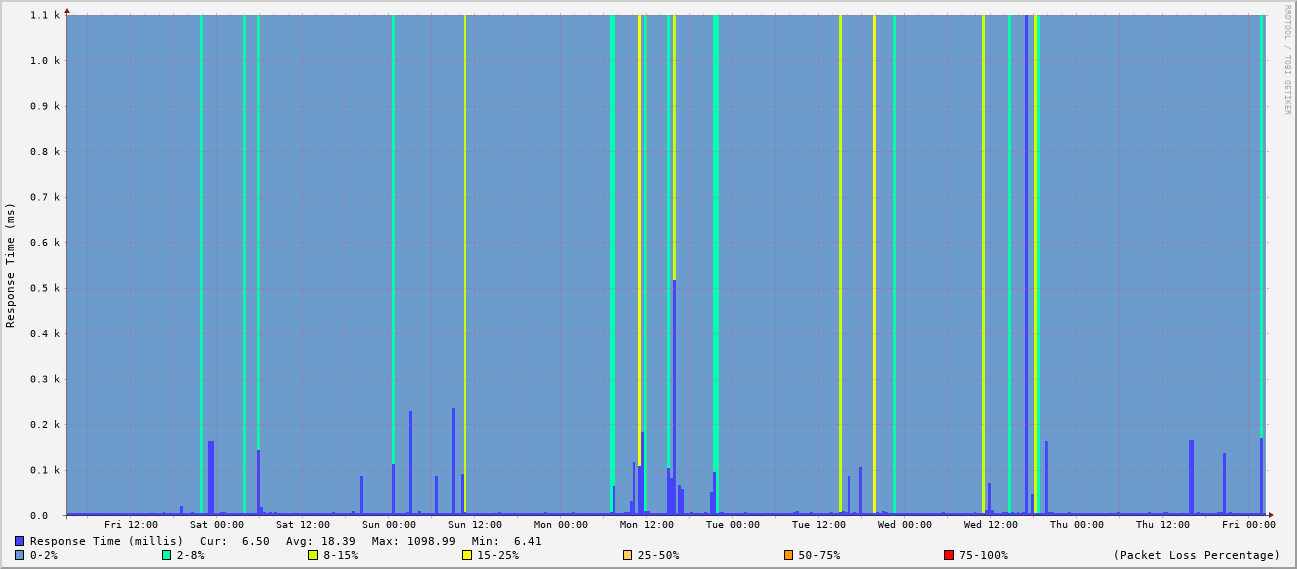 1.1 k
1.0 k
0.9 k
0.8 k
0.7 k
0.6 k
0.5 k
0.4 k
0.3 k
0.2 k
0.1 k
0.0
Response Time (ms)
RRDTOOL / TOBI OETIKER
Fri 12:00 Sat 00:00 Sat 12:00 Sun 00:00 Sun 12:00 Mon 00:00 Mon 12:00 Tue 00:00 Tue 12:00 Wed 00:00 Wed 12:00 Thu 00:00 Thu 12:00 Fri 00:00
Response Time (millis) Cur: 6.50 Avg: 18.39 Max: 1098.99 Min: 6.41
0-2% 2-8% 8-15% 15-25% 25-50% 50-75% 75-100% (Packet Loss Percentage)